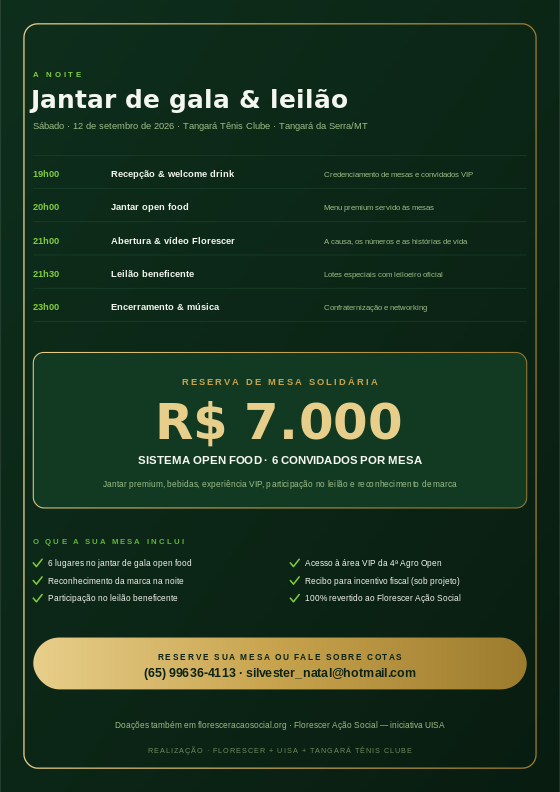 A NOITE
Jantar de gala & leilão
Sábado · 12 de setembro de 2026 · Tangará Tênis Clube · Tangará da Serra/MT
19h00 Recepção & welcome drink Credenciamento de mesas e convidados VIP
20h00 Jantar open food Menu premium servido às mesas
21h00 Abertura & vídeo Florescer A causa, os números e as histórias de vida
21h30 Leilão beneficente Lotes especiais com leiloeiro oficial
23h00 Encerramento & música Confraternização e networking
RESERVA DE MESA SOLIDÁRIA
R$ 7.000
SISTEMA OPEN FOOD · 6 CONVIDADOS POR MESA
Jantar premium, bebidas, experiência VIP, participação no leilão e reconhecimento de marca
O QUE A SUA MESA INCLUI
6 lugares no jantar de gala open food Acesso à área VIP da 4ª Agro Open
Reconhecimento da marca na noite Recibo para incentivo fiscal (sob projeto)
Participação no leilão beneficente 100% revertido ao Florescer Ação Social
RESERVE SUA MESA OU FALE SOBRE COTAS
(65) 99636-4113 · silvester_natal@hotmail.com
Doações também em floresceracaosocial.org · Florescer Ação Social — iniciativa UISA
REALIZAÇÃO · FLORESCER + UISA + TANGARÁ TÊNIS CLUBE